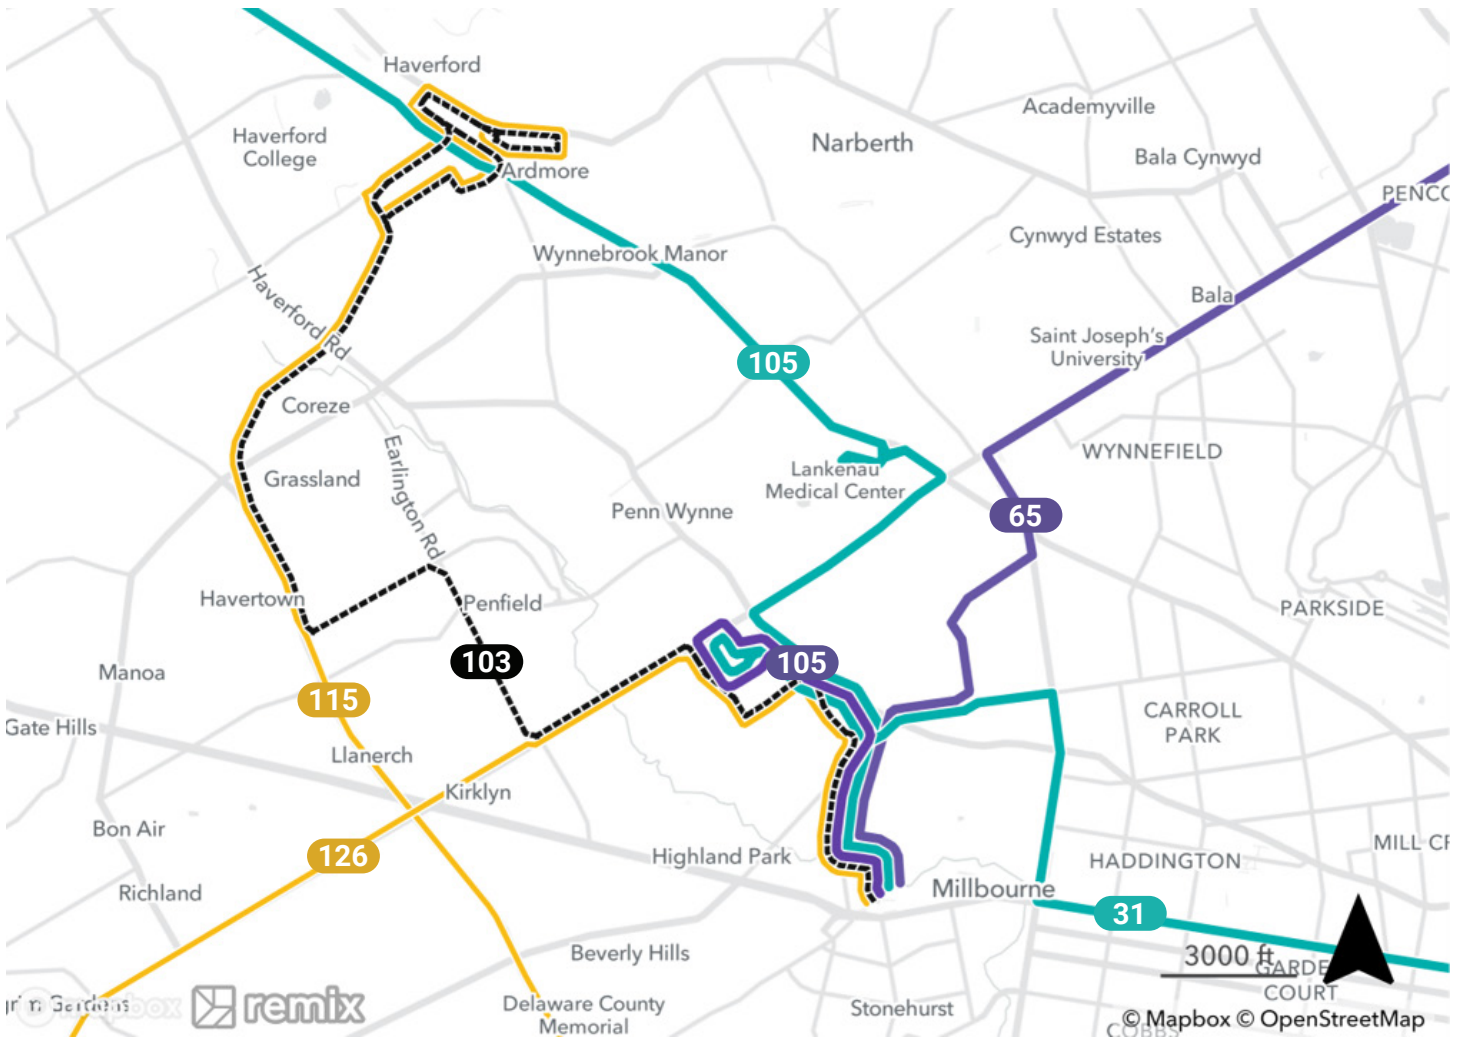 Haverford
Academyville
Haverford
College
Narberth
Bala Cynwyd
Ardmore
Cynwyd Estates
Wynnebrook Manor
Haverford Rd
Bala
Saint Joseph's
University
105
Coreze
Earlington Rd
WYNNEFIELD
Grassland
Lankenau
Medical Center
Penn Wynne
65
Havertown
Penfield
PARKSIDE
103
105
Manoa
115
CARROLL
PARK
Gate Hills
Llanerch
Kirklyn
Bon Air
126
Highland Park
HADDINGTON
Millbourne
Richland
31
Beverly Hills
3000 ft
Delaware County
Memorial
Stonehurst
COURT
remix
© Mapbox © OpenStreetMap